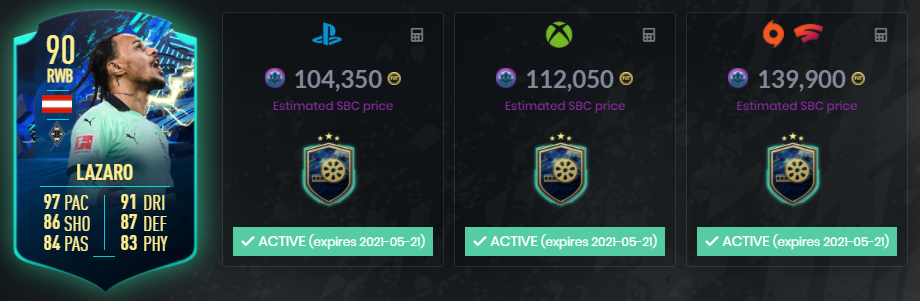 90
RWB
LAZARO
97 PAC 91 DRI
86 SHO 87 DEF
84 PAS 83 PHY
104,350
Estimated SBC price
ACTIVE (expires 2021-05-21)
112,050
Estimated SBC price
ACTIVE (expires 2021-05-21)
139,900
Estimated SBC price
ACTIVE (expires 2021-05-21)